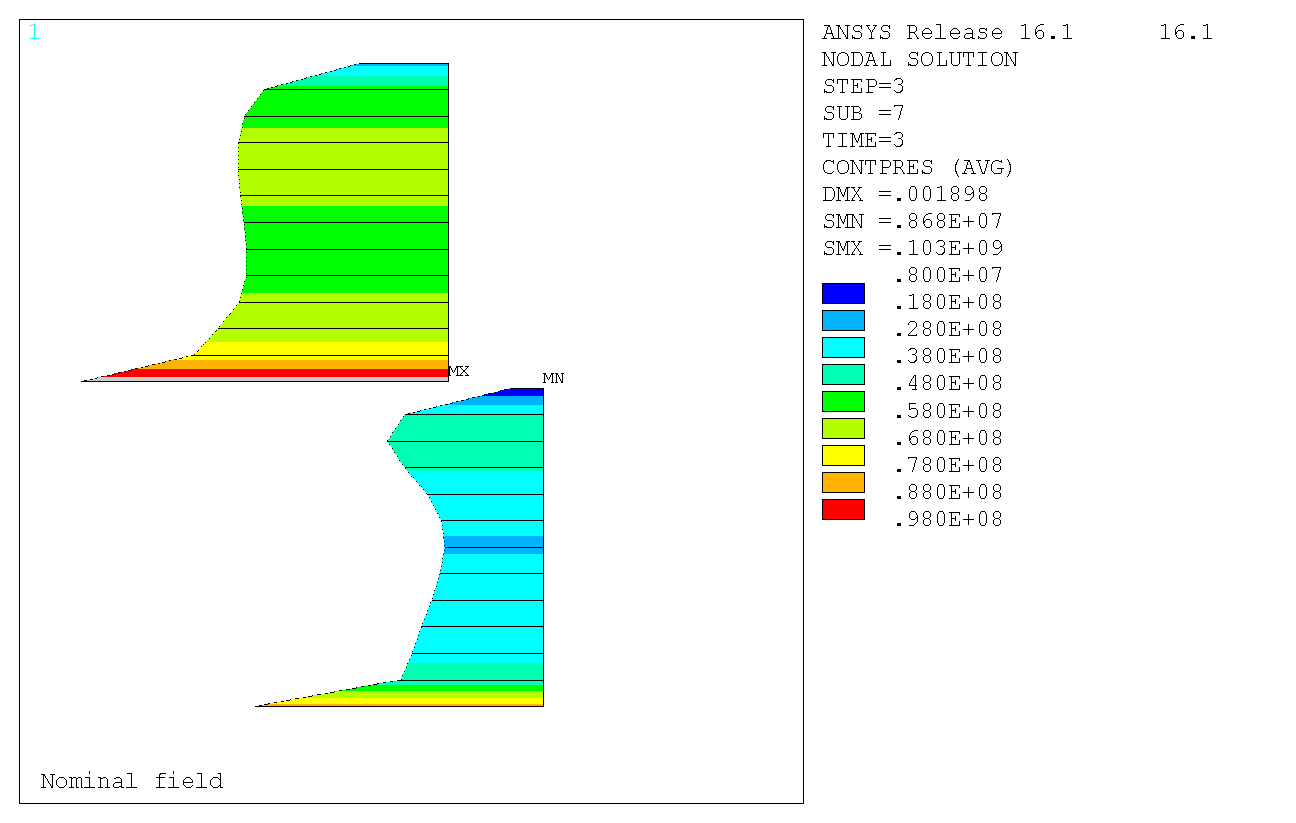 1
ANSYS Release 16.1 16.1
NODAL SOLUTION
STEP=3
SUB =7
TIME=3
CONTPRES (AVG)
DMX =.001898
SMN =.868E+07
SMX =.103E+09
.800E+07
.180E+08
.280E+08
.380E+08
.480E+08
.580E+08
.680E+08
.780E+08
.880E+08
.980E+08
MX
MN
Nominal field